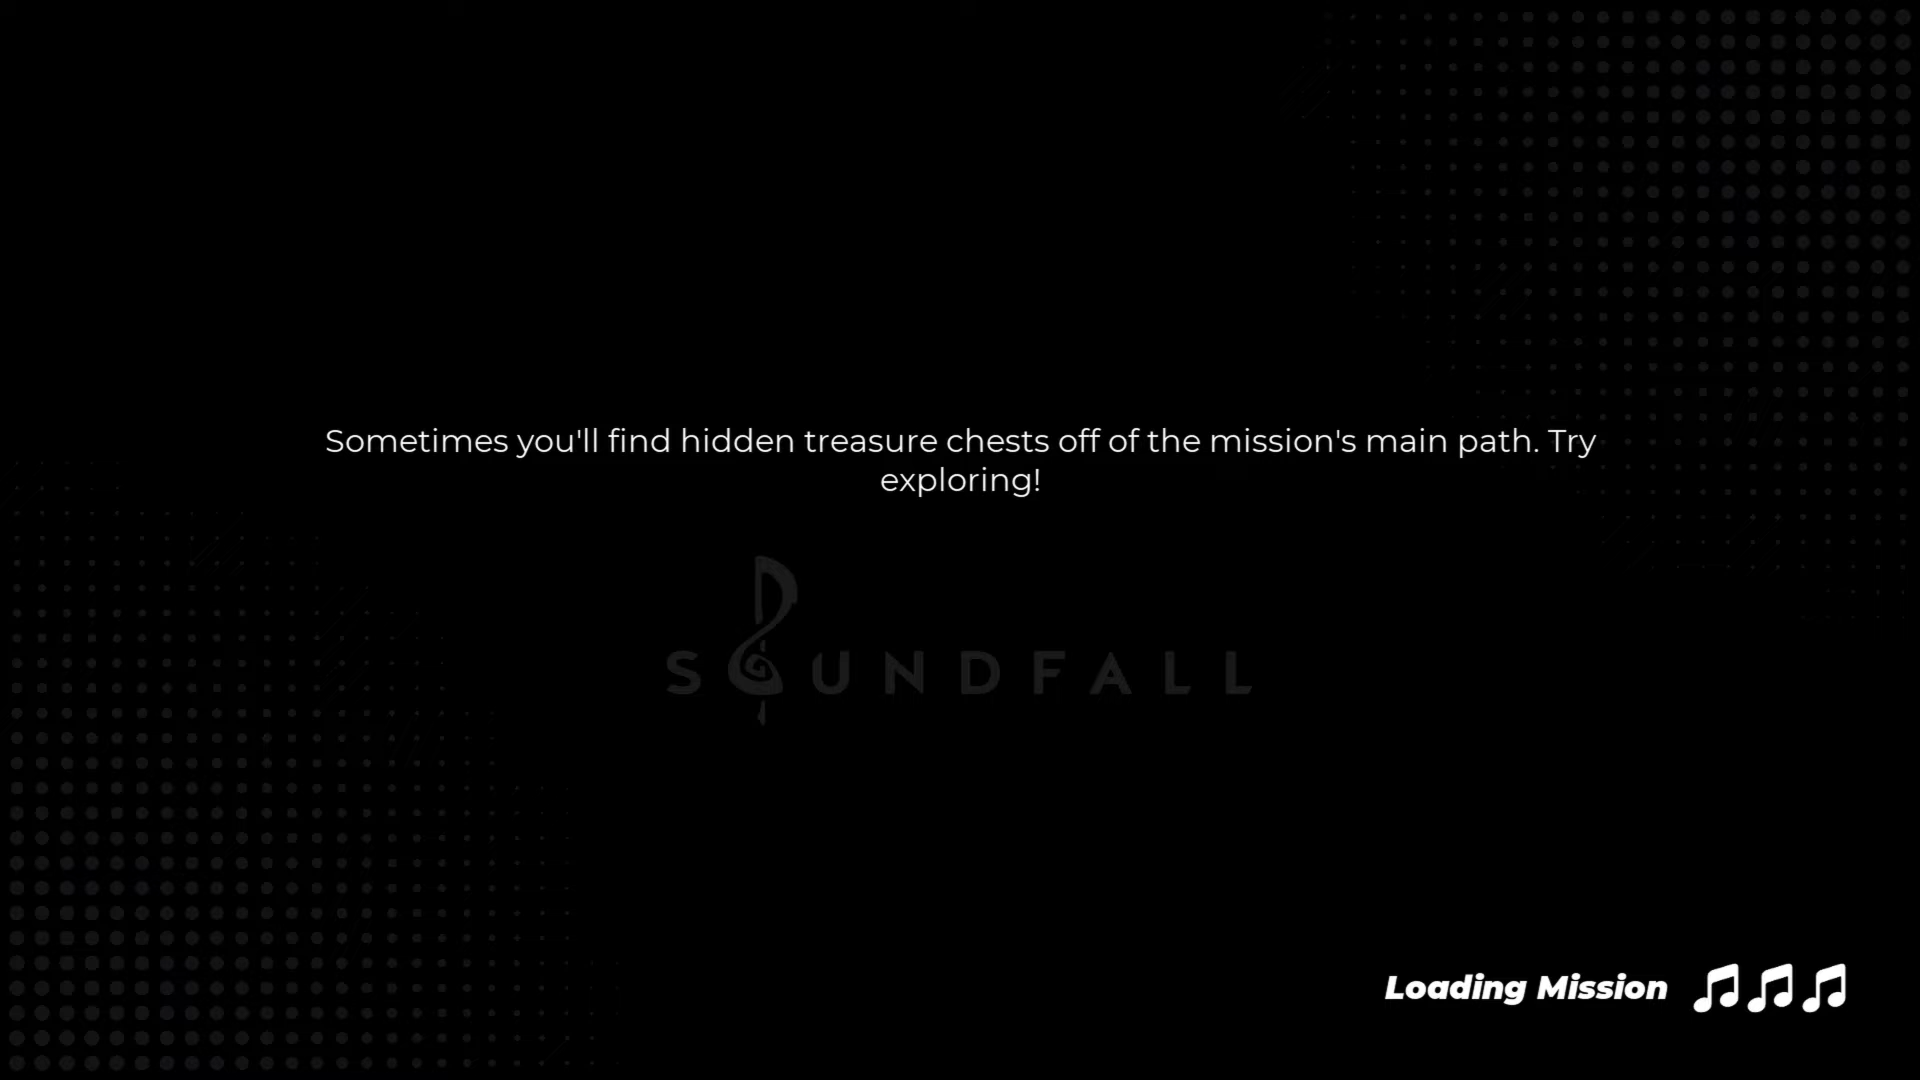 Sometimes you'll find hidden treasure chests off of the mission's main path. Try
exploring!
SOUNDFALL
Loading Mission